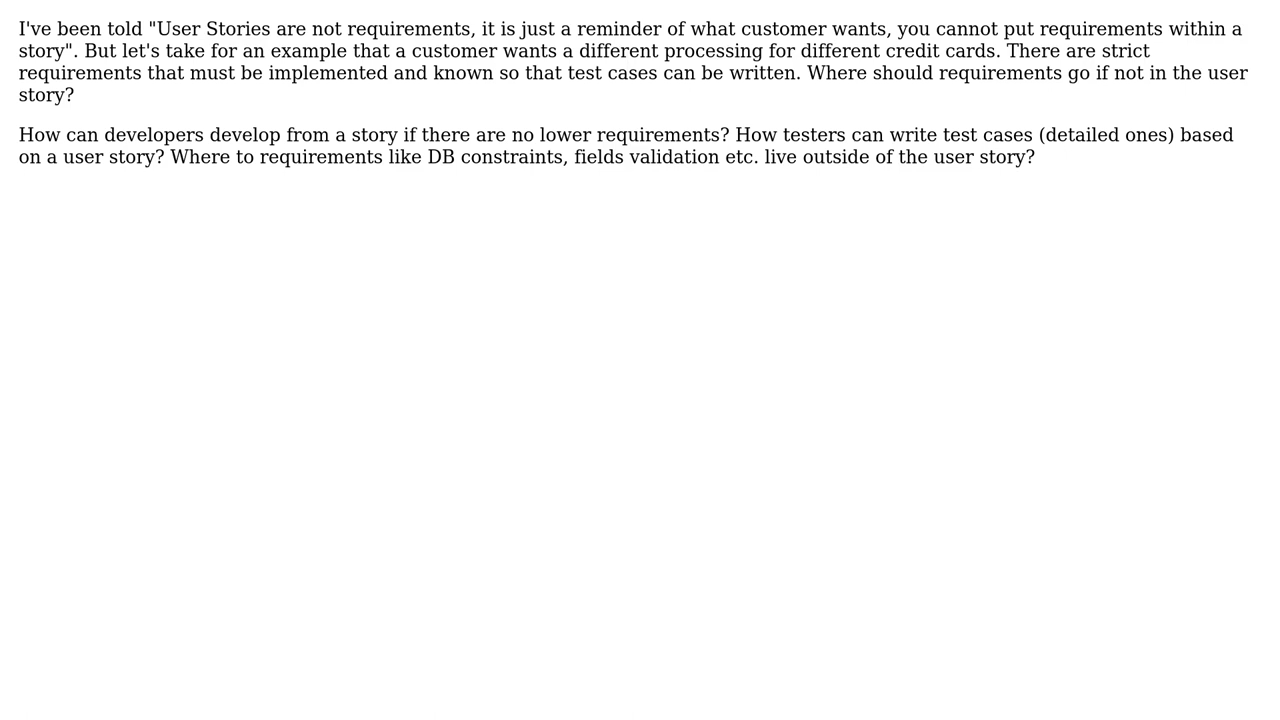 I've been told "User Stories are not requirements, it is just a reminder of what customer wants, you cannot put requirements within a
story". But let's take for an example that a customer wants a different processing for different credit cards. There are strict
requirements that must be implemented and known so that test cases can be written. Where should requirements go if not in the user
story?
How can developers develop from a story if there are no lower requirements? How testers can write test cases (detailed ones) based
on a user story? Where to requirements like DB constraints, fields validation etc. live outside of the user story?